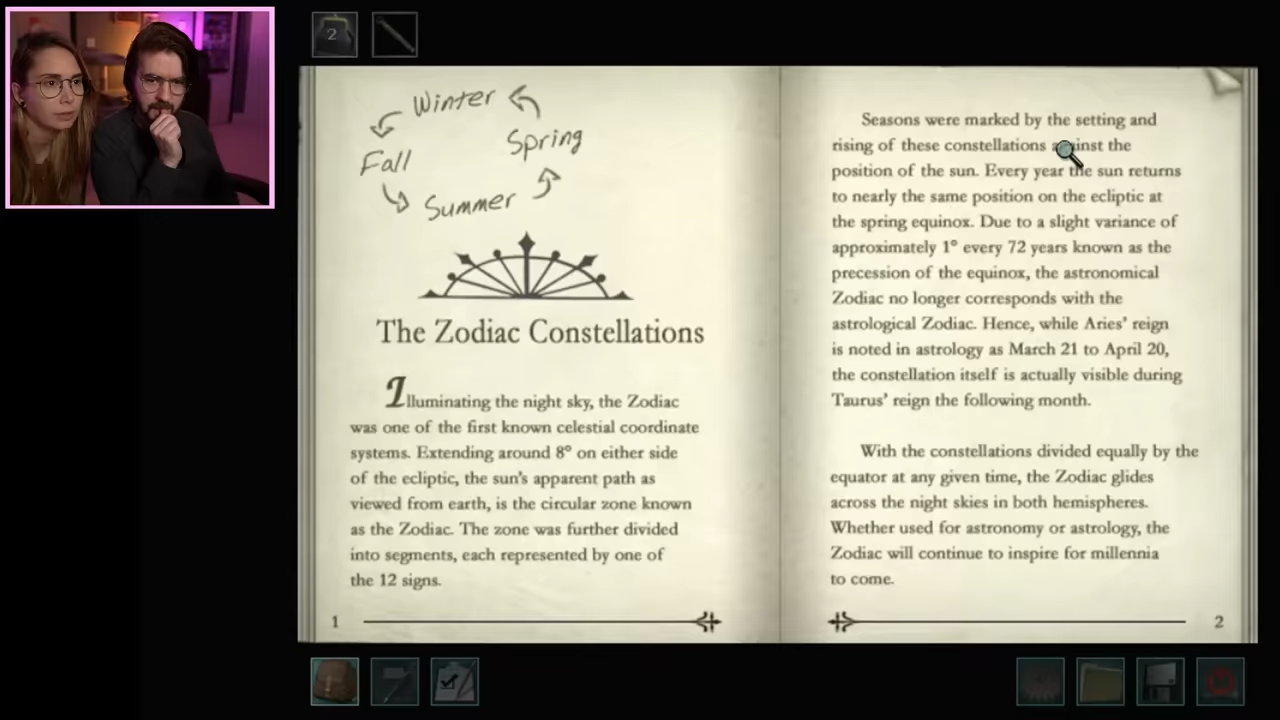 2
Winter
Spring
Fall
Summer
The Zodiac Constellations
Illuminating the night sky, the Zodiac
was one of the first known celestial coordinate
systems. Extending around 8° on either side
of the ecliptic, the sun's apparent path as
viewed from earth, is the circular zone known
as the Zodiac. The zone was further divided
into segments, each represented by one of
the 12 signs.
1
Seasons were marked by the setting and
rising of these constellations against the
position of the sun. Every year the sun returns
to nearly the same position on the ecliptic at
the spring equinox. Due to a slight variance of
approximately 1° every 72 years known as the
precession of the equinox, the astronomical
Zodiac no longer corresponds with the
astrological Zodiac. Hence, while Aries' reign
is noted in astrology as March 21 to April 20,
the constellation itself is actually visible during
Taurus' reign the following month.
With the constellations divided equally by the
equator at any given time, the Zodiac glides
across the night skies in both hemispheres.
Whether used for astronomy or astrology, the
Zodiac will continue to inspire for millennia
to come.
2